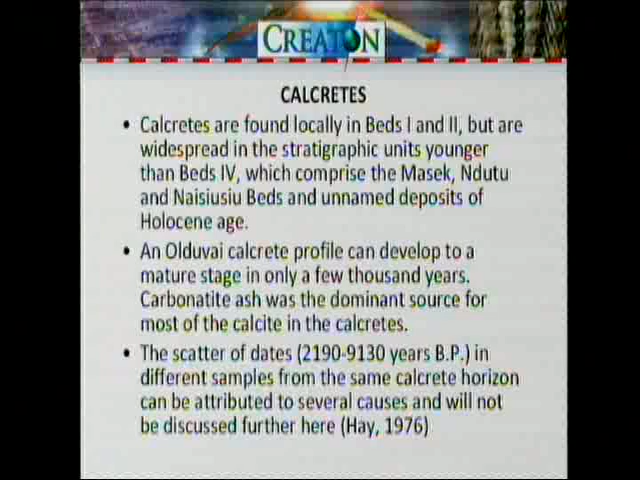 CREATION
CALCRETES
• Calcretes are found locally in Beds I and II, but are
widespread in the stratigraphic units younger
than Beds IV, which comprise the Masek, Ndutu
and Naisiusiu Beds and unnamed deposits of
Holocene age.
• An Olduvai calcrete profile can develop to a
mature stage in only a few thousand years.
Carbonatite ash was the dominant source for
most of the calcite in the calcretes.
• The scatter of dates (2190-9130 years B.P.) in
different samples from the same calcrete horizon
can be attributed to several causes and will not
be discussed further here (Hay, 1976)